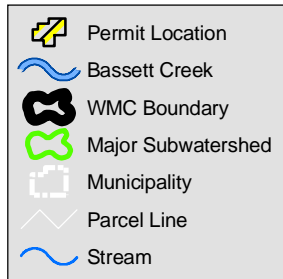 Permit Location
Bassett Creek
WMC Boundary
Major Subwatershed
Municipality
Parcel Line
Stream